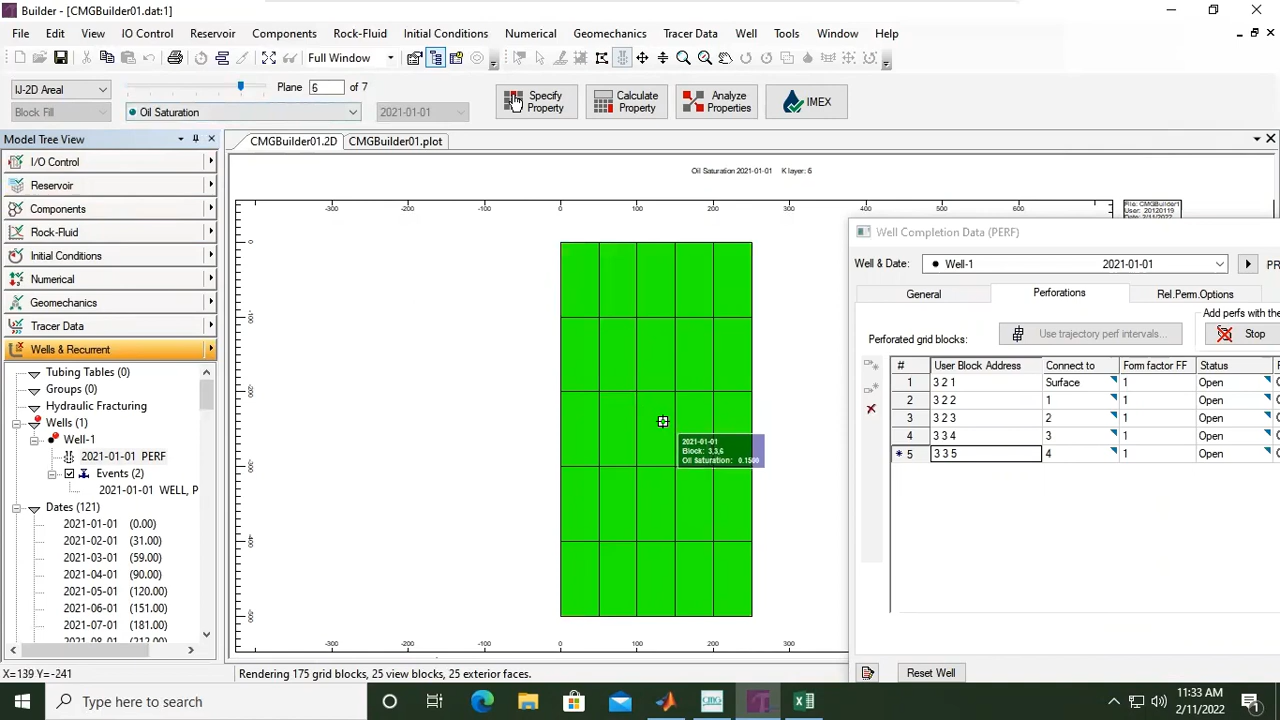 Builder - [CMGBuilder01.dat:1]
File Edit View IO Control Reservoir Components Rock-Fluid Initial Conditions Numerical Geomechanics Tracer Data Well Tools Window Help
Full Window
IJ-2D Areal Plane 6 of 7
Block Fill Oil Saturation 2021-01-01
Specify Property
Calculate Property
Analyze Properties
IMEX
Model Tree View
I/O Control
Reservoir
Components
Rock-Fluid
Initial Conditions
Numerical
Geomechanics
Tracer Data
Wells & Recurrent
Tubing Tables (0)
Groups (0)
Hydraulic Fracturing
Wells (1)
Well-1
2021-01-01 PERF
Events (2)
2021-01-01 WELL, P
Dates (121)
2021-01-01 (0.00)
2021-02-01 (31.00)
2021-03-01 (59.00)
2021-04-01 (90.00)
2021-05-01 (120.00)
2021-06-01 (151.00)
2021-07-01 (181.00)
2021-08-01 (212.00)
X=139 Y=-241
CMGBuilder01.2D CMGBuilder01.plot
Oil Saturation 2021-01-01 K layer: 6
-300 -200 -100 0 100 200 300 400 500 600
2021-01-01
Block: 3,3,6
Oil Saturation: 0.1500
-300 -200 -100 0 100 200 300
Rendering 175 grid blocks, 25 view blocks, 25 exterior faces.
Well Completion Data (PERF)
Well & Date: Well-1 2021-01-01 PR
General Perforations Rel.Perm.Options
Add perfs with the
Perforated grid blocks: Use trajectory perf intervals... Stop
# User Block Address Connect to Form factor FF Status
1 3 2 1 Surface 1 Open
2 3 2 2 1 1 Open
3 3 2 3 2 1 Open
4 3 3 4 3 1 Open
* 5 3 3 5 4 1 Open
Reset Well
Type here to search
11:33 AM
2/11/2022